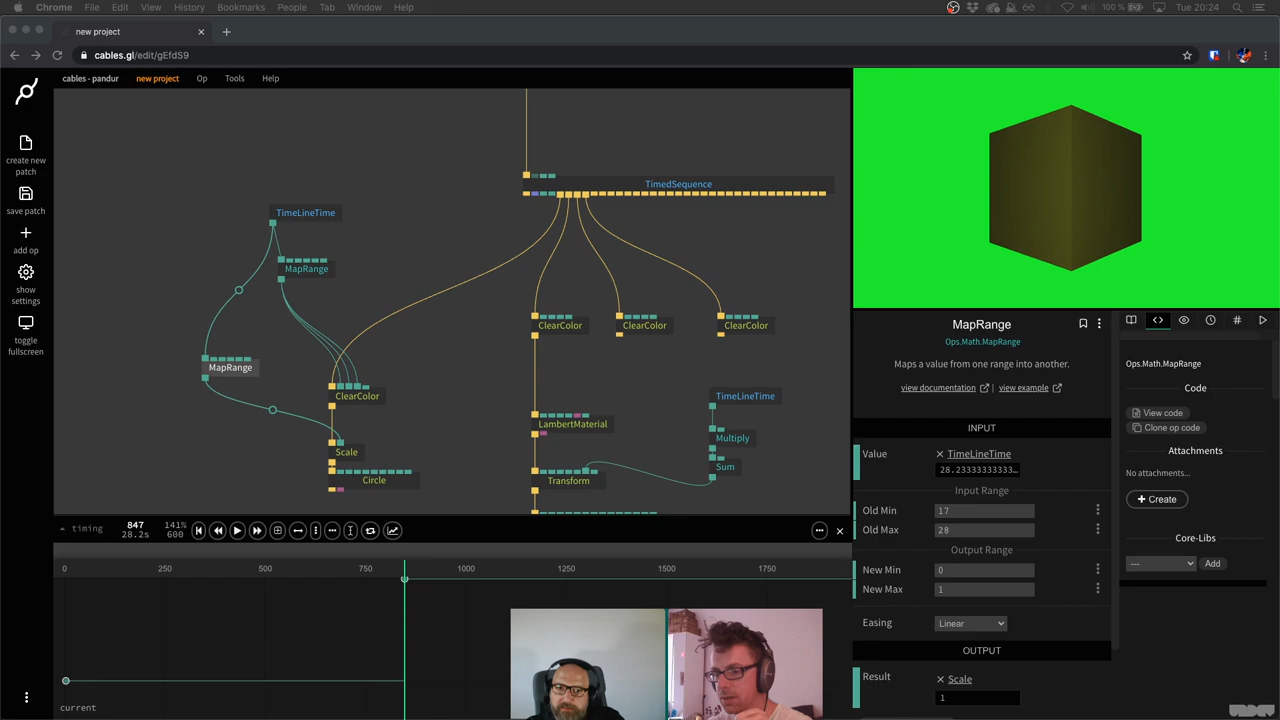 Chrome File Edit View History Bookmarks People Tab Window Help
100 % Tue 20:24
new project
cables.gl/edit/gEfdS9
cables - pandur new project Op Tools Help
create new
patch
save patch
add op
show
settings
toggle
fullscreen
TimedSequence
TimeLineTime
MapRange
ClearColor ClearColor ClearColor
MapRange
ClearColor
TimeLineTime
LambertMaterial
Multiply
Scale
Sum
Circle
Transform
timing
847
28.2s
141%
600
0 250 500 1000 1250 1500 1750
current
MapRange
Ops.Math.MapRange
Maps a value from one range into another.
view documentation view example
INPUT
Value TimeLineTime
28.23333333333..
Input Range
Old Min 17
Old Max 28
Output Range
New Min 0
New Max 1
Easing Linear
OUTPUT
Result Scale
1
Ops.Math.MapRange
Code
View code
Clone op code
Attachments
No attachments...
Create
Core-Libs
--- Add